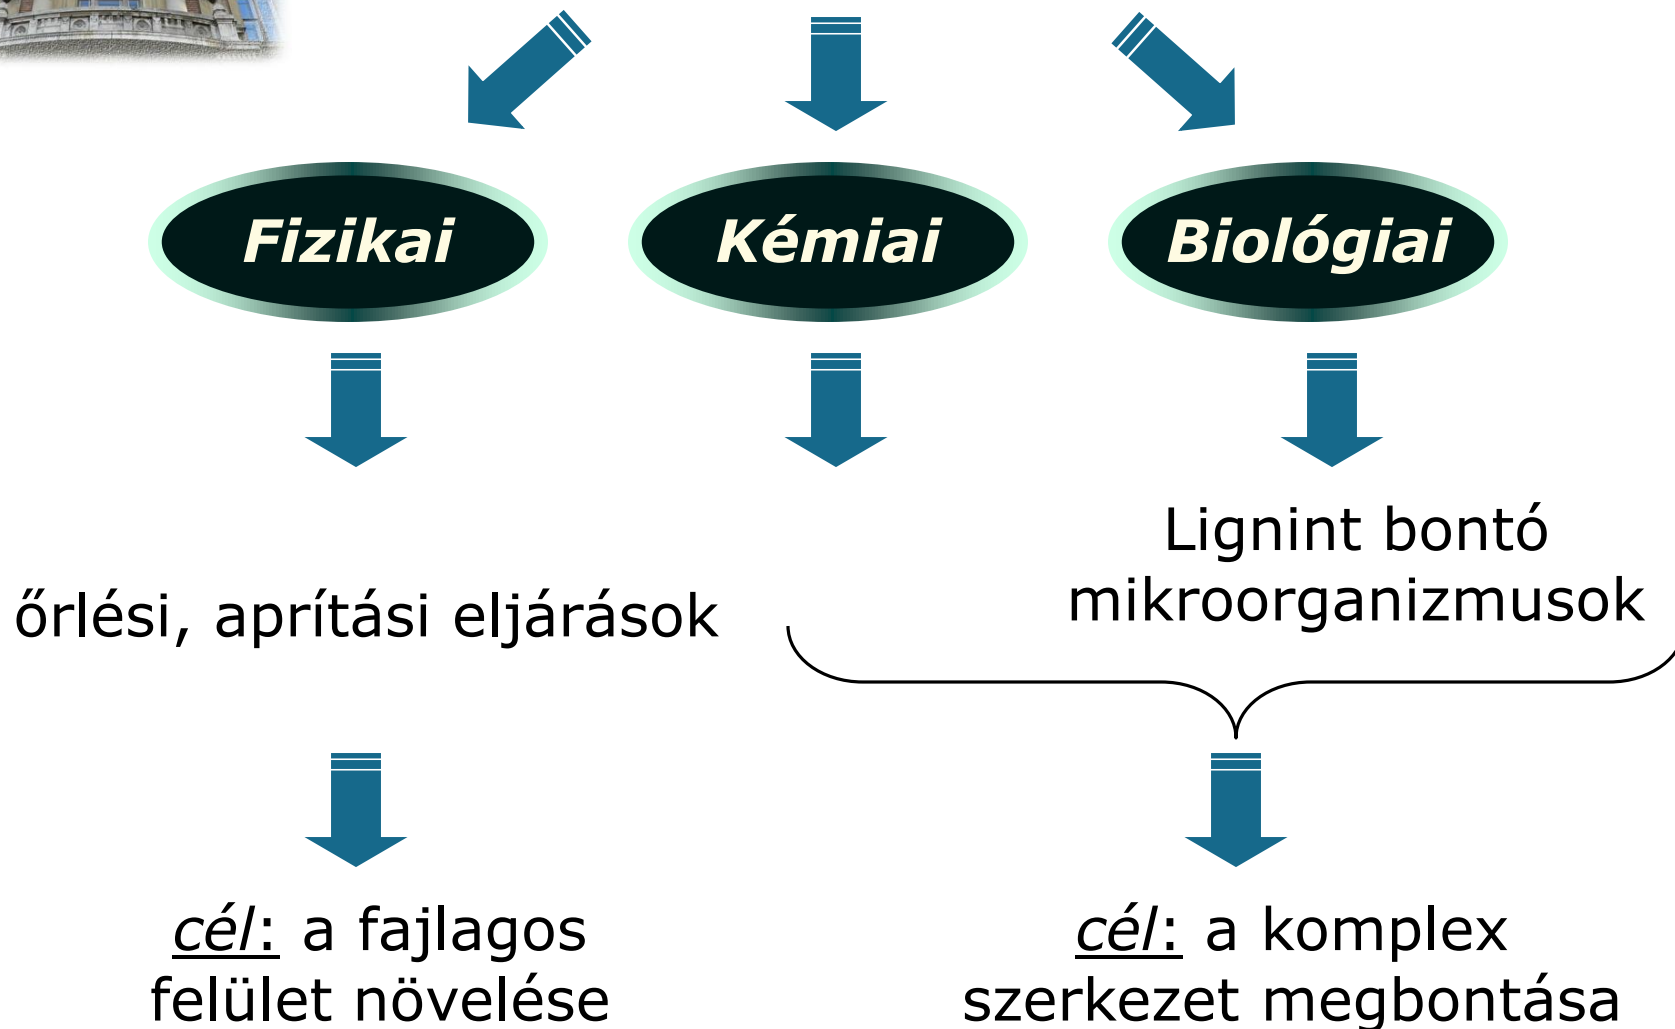 Fizikai
Kémiai
Biológiai
őrlési, aprítási eljárások
Lignint bontó
mikroorganizmusok
cél: a fajlagos
felület növelése
cél: a komplex
szerkezet megbontása